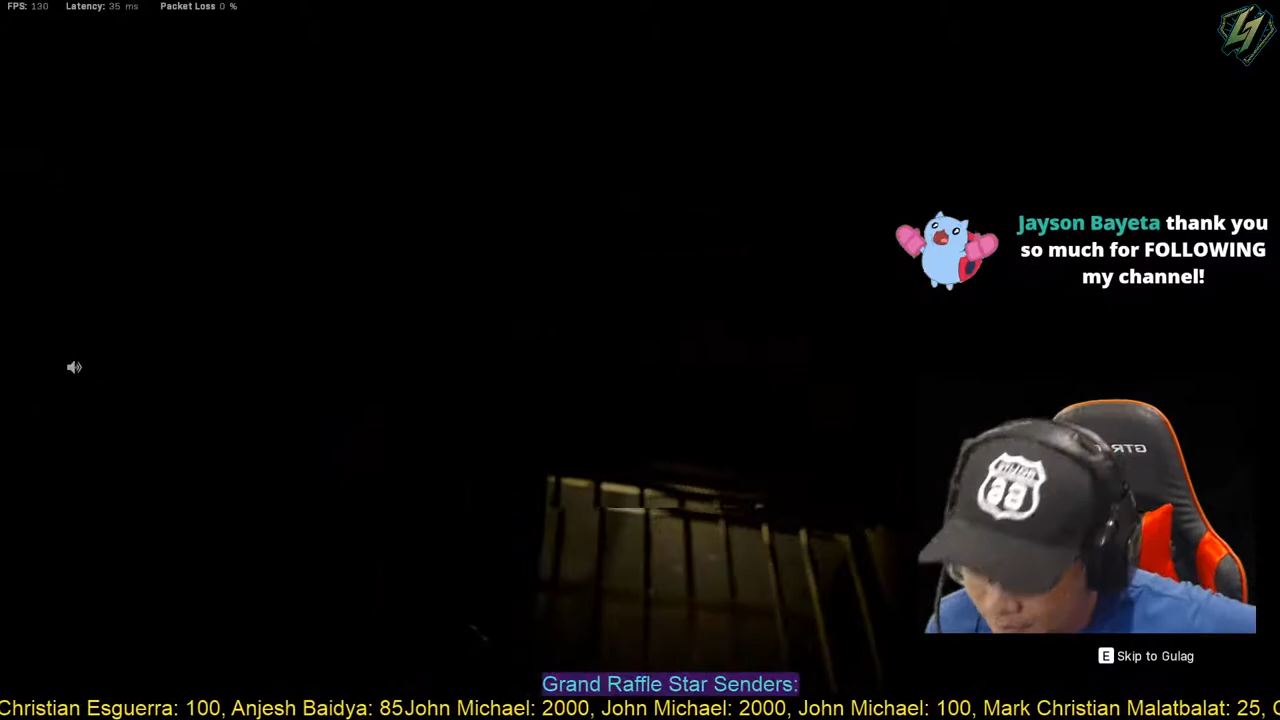 FPS: 130 Latency: 35 ms Packet Loss 0 %
Jayson Bayeta thank you
so much for FOLLOWING
my channel!
GTR
E Skip to Gulag
Grand Raffle Star Senders:
Christian Esguerra: 100, Anjesh Baidya: 85John Michael: 2000, John Michael: 2000, John Michael: 100, Mark Christian Malatbalat: 25,